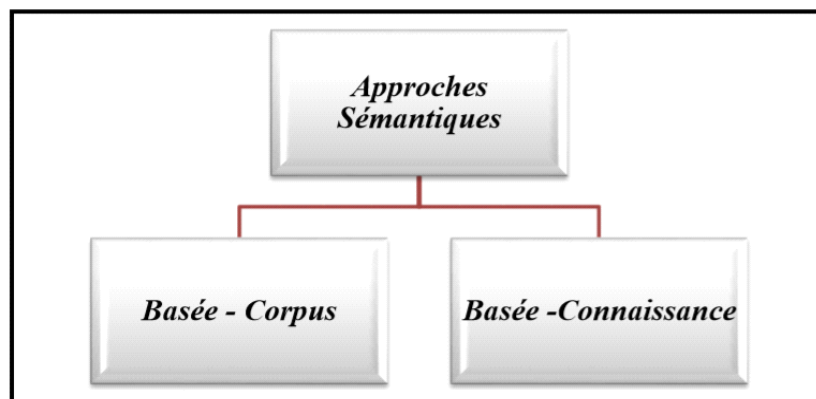 Approches
Sémantiques
Basée - Corpus
Basée -Connaissance